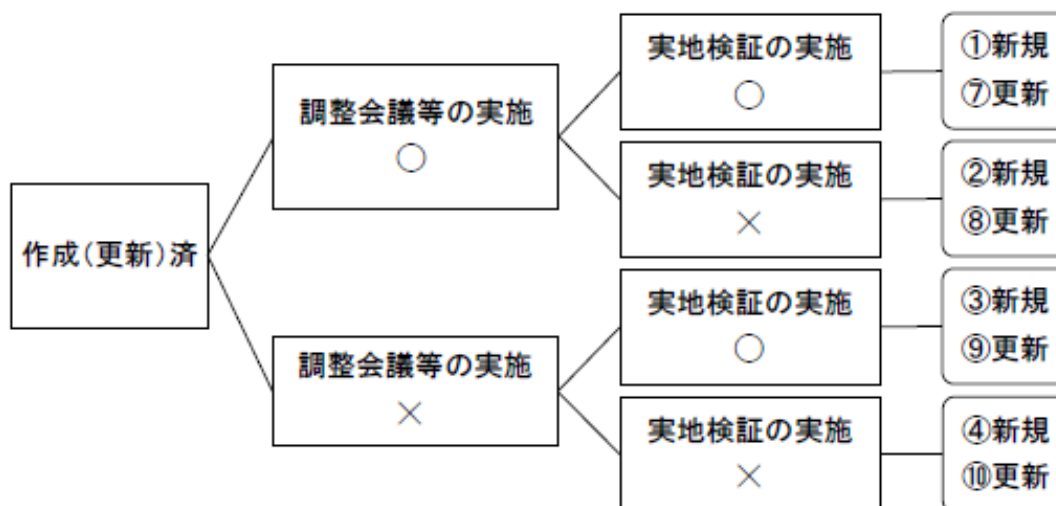 作成(更新)済
調整会議等の実施
○
実地検証の実施
○
①新規
⑦更新
実地検証の実施
×
②新規
⑧更新
調整会議等の実施
×
実地検証の実施
○
③新規
⑨更新
実地検証の実施
×
④新規
⑩更新